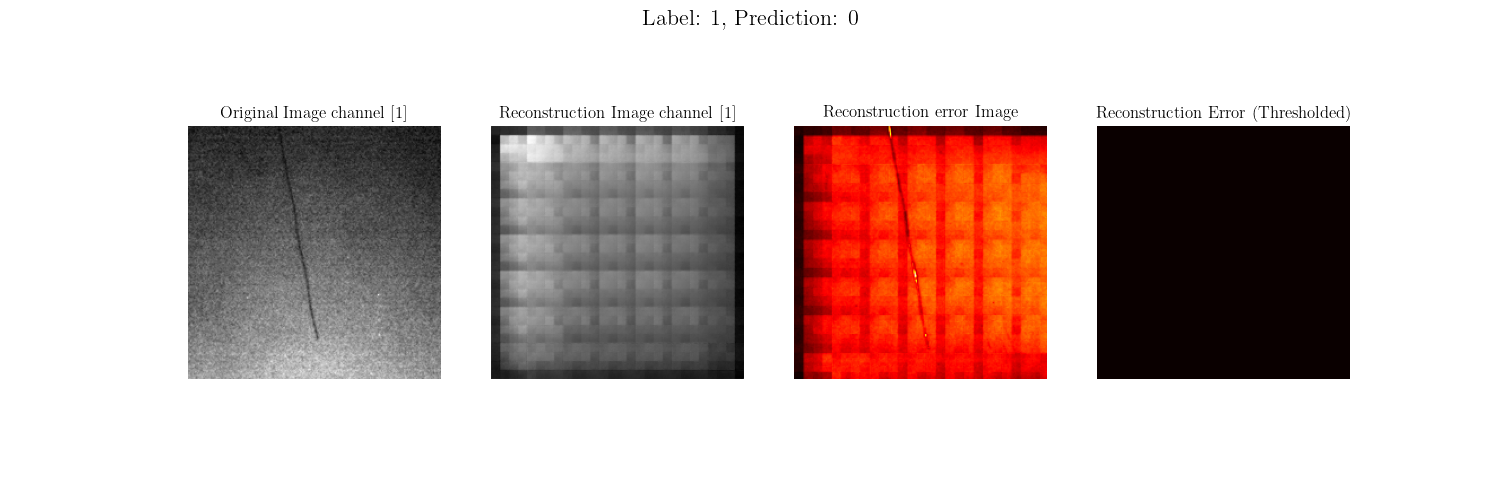 Label: 1, Prediction: 0
Original Image channel [1]
Reconstruction Image channel [1]
Reconstruction error Image
Reconstruction Error (Thresholded)